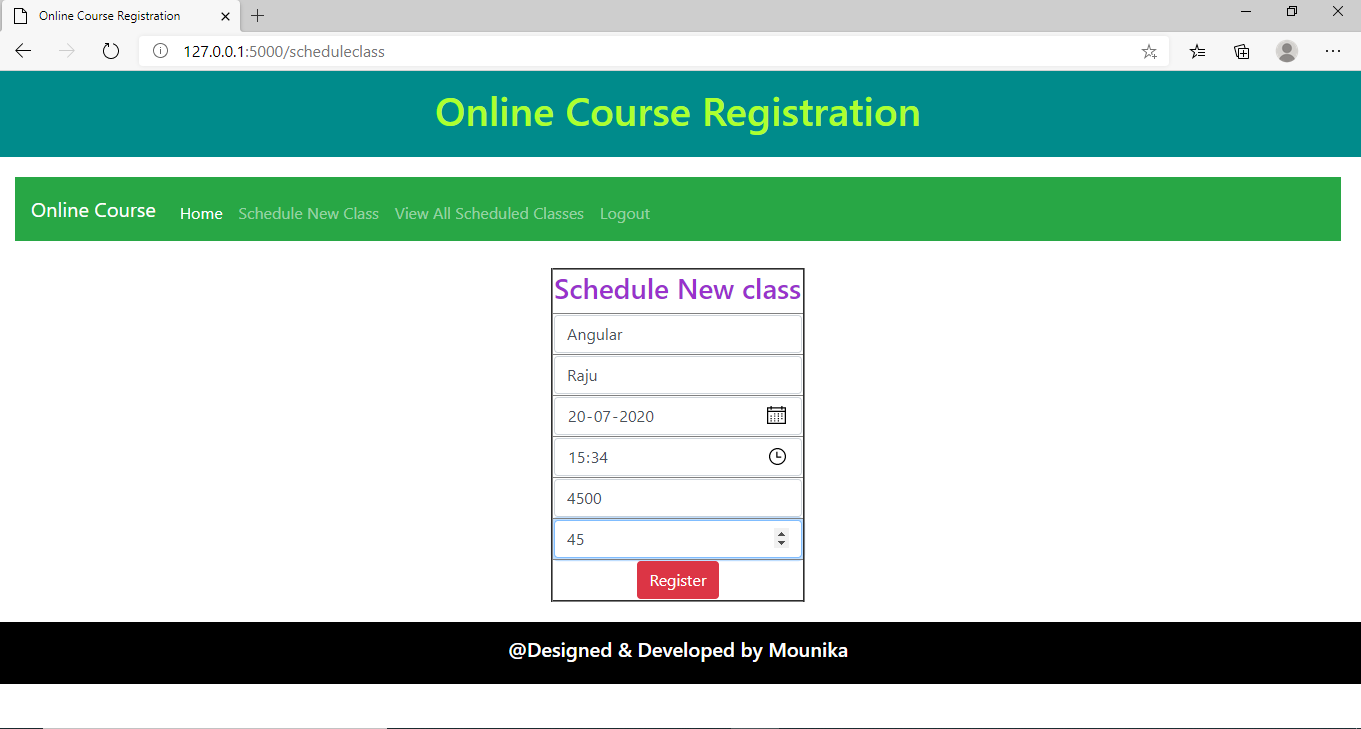 Online Course Registration
127.0.0.1:5000/scheduleclass
Online Course Registration
Online Course Home Schedule New Class View All Scheduled Classes Logout
Schedule New class
Angular
Raju
20-07-2020
15:34
4500
45
Register
@Designed & Developed by Mounika